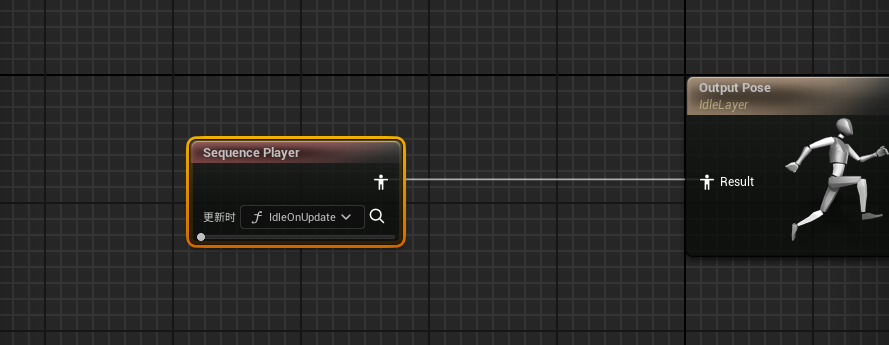 Output Pose
IdleLayer
Sequence Player
Result
更新时 IdleOnUpdate